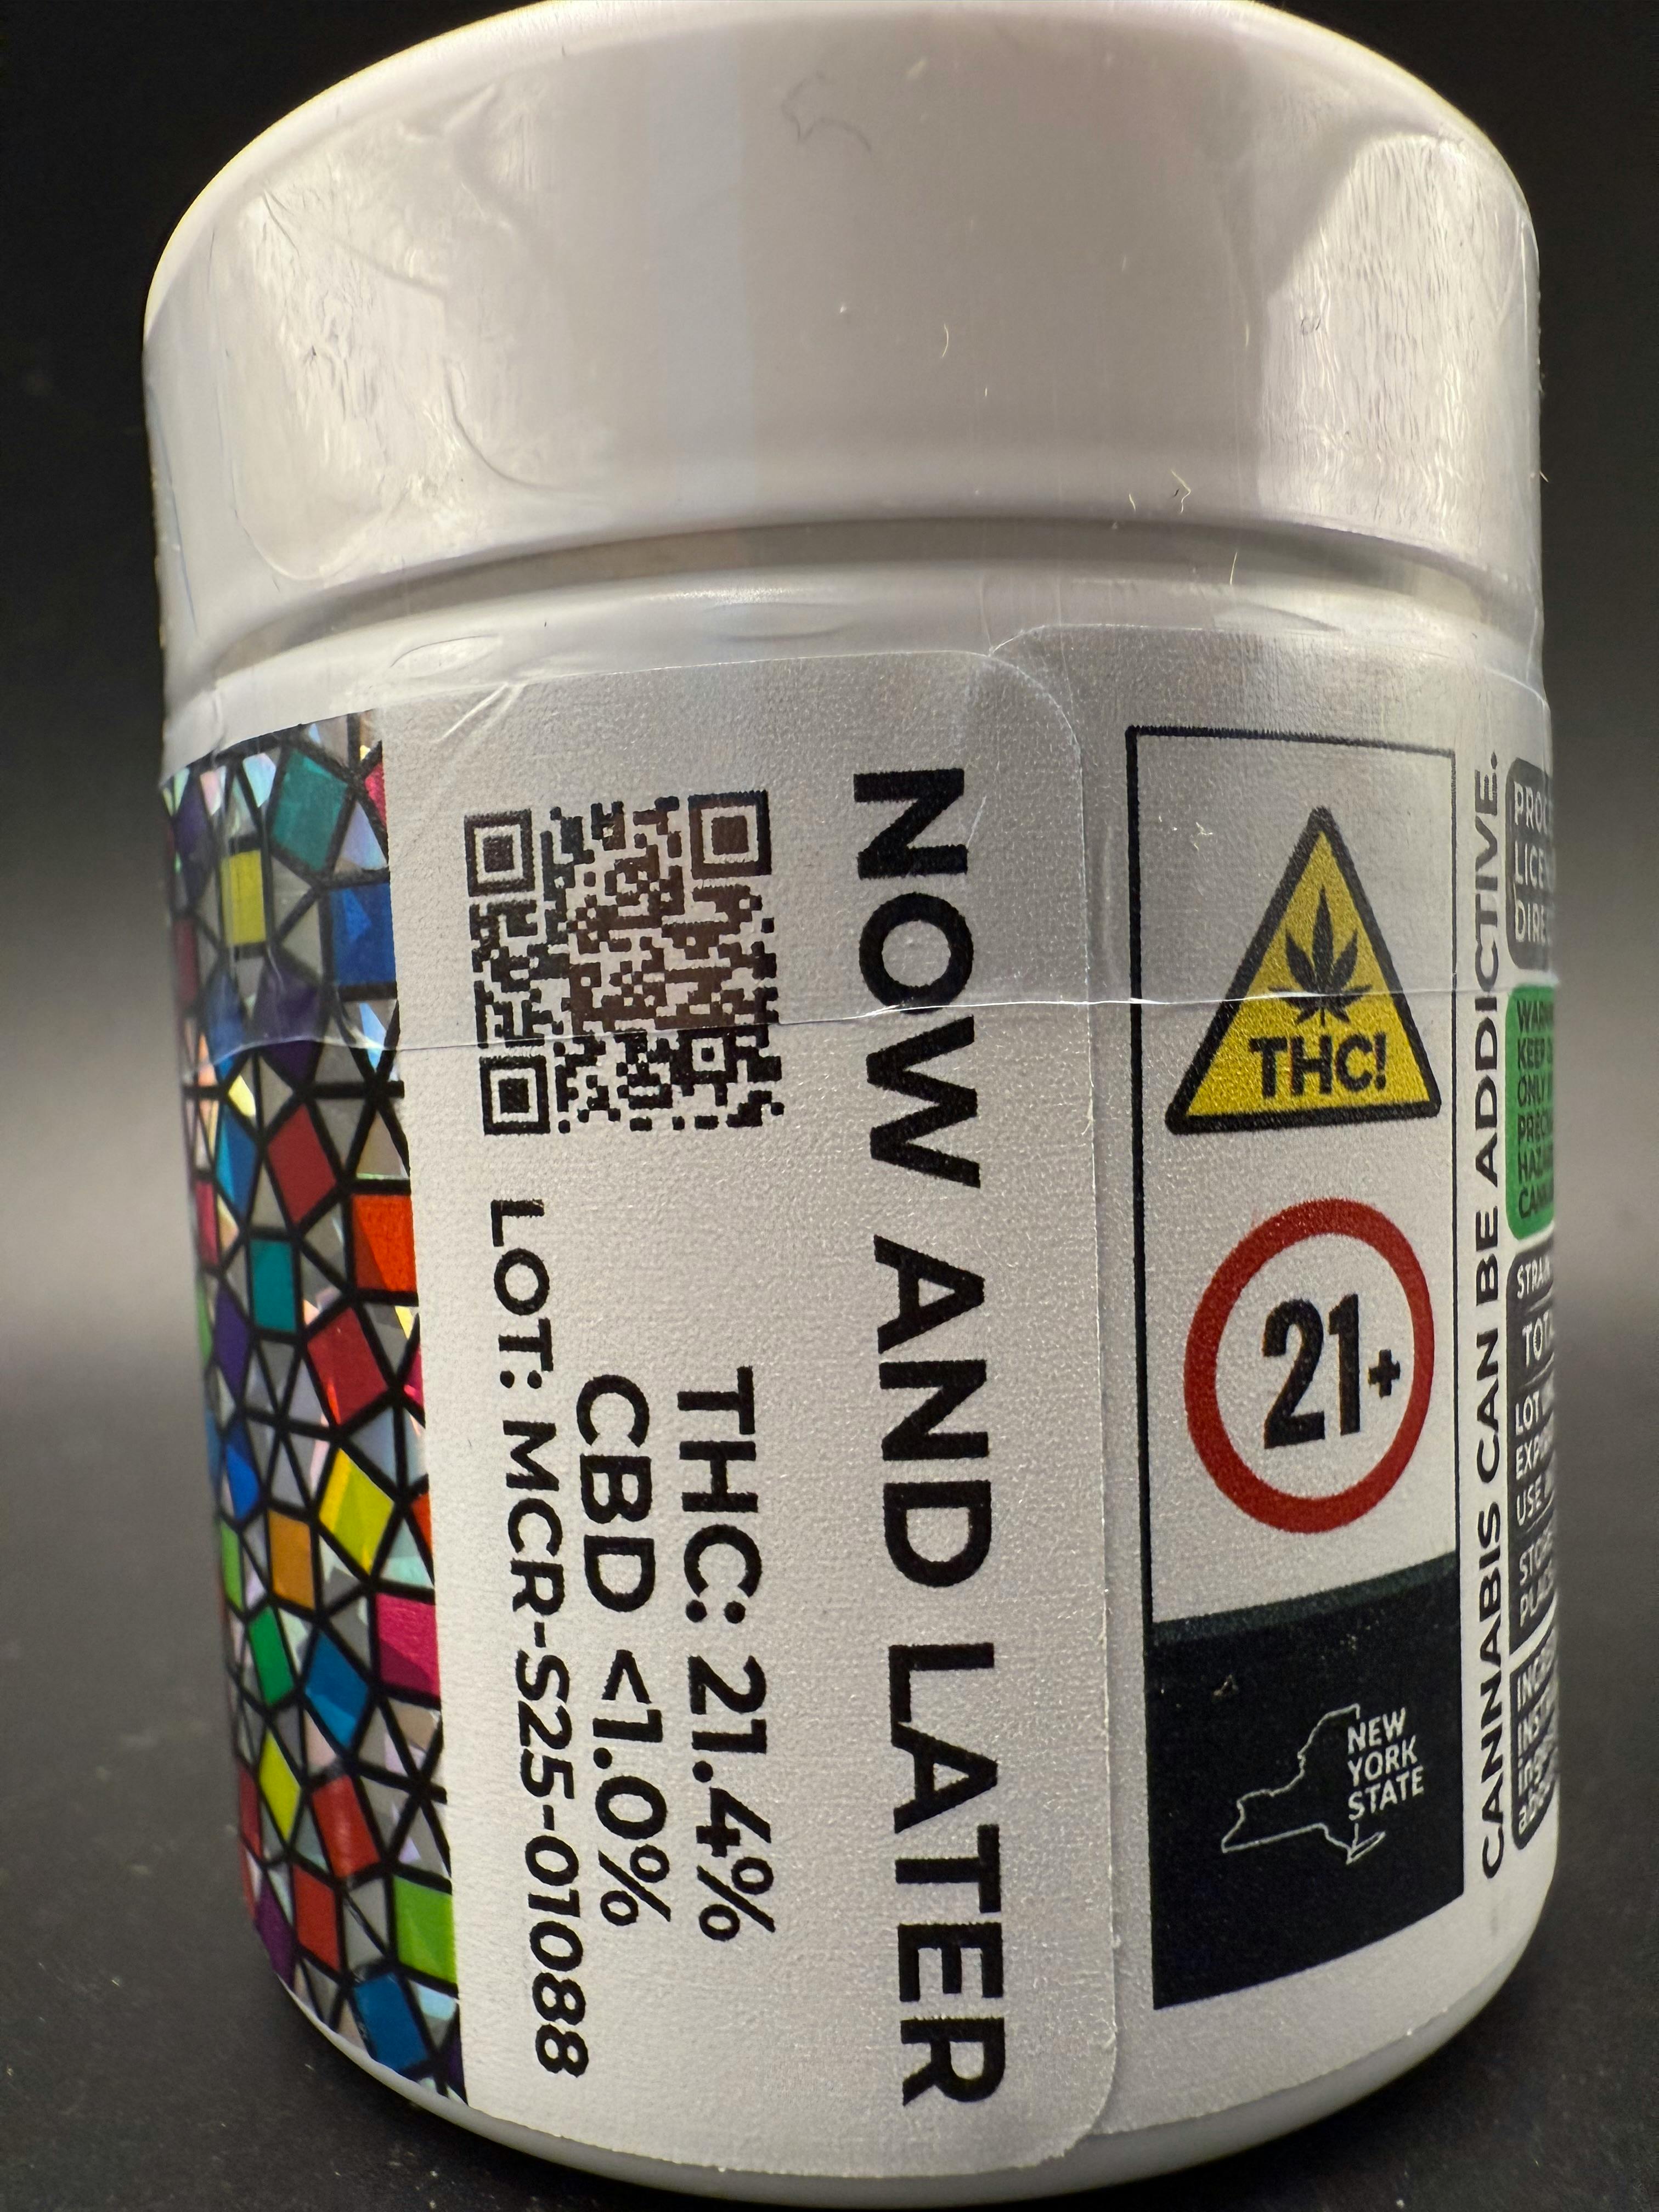 NOW AND LATER
THC: 21.4%
CBD <1.0%
LOT: MCR-S25-01088
THC!
21+
NEW
YORK
STATE
CANNABIS CAN BE ADDICTIVE.